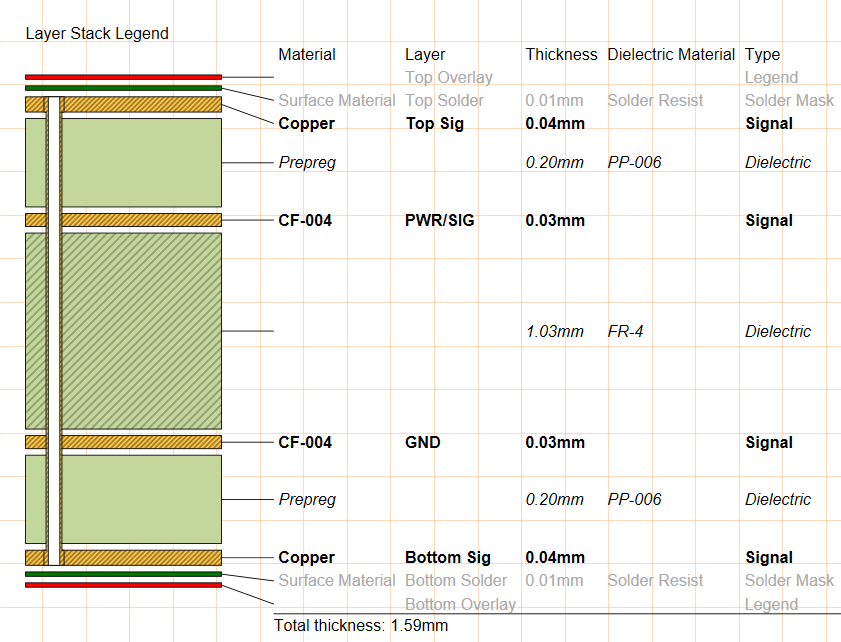 Layer Stack Legend
Material Layer Thickness Dielectric Material Type
Top Overlay Legend
Surface Material Top Solder 0.01mm Solder Resist Solder Mask
Copper Top Sig 0.04mm Signal
Prepreg 0.20mm PP-006 Dielectric
CF-004 PWR/SIG 0.03mm Signal
1.03mm FR-4 Dielectric
CF-004 GND 0.03mm Signal
Prepreg 0.20mm PP-006 Dielectric
Copper Bottom Sig 0.04mm Signal
Surface Material Bottom Solder 0.01mm Solder Resist Solder Mask
Bottom Overlay Legend
Total thickness: 1.59mm